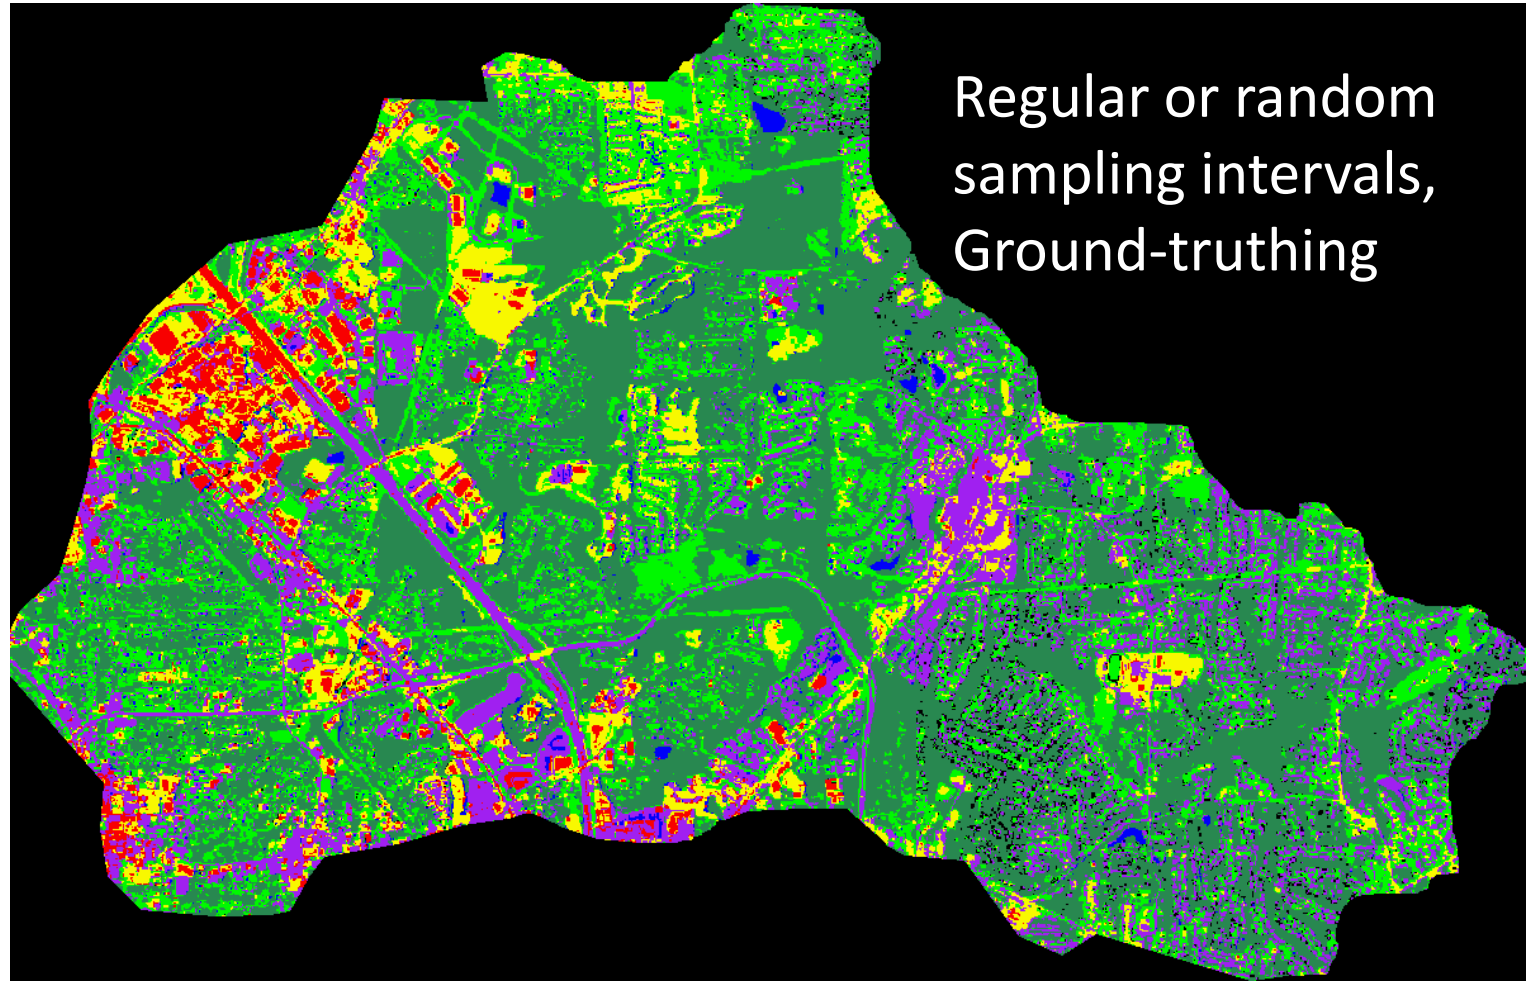 Regular or random
sampling intervals,
Ground-truthing